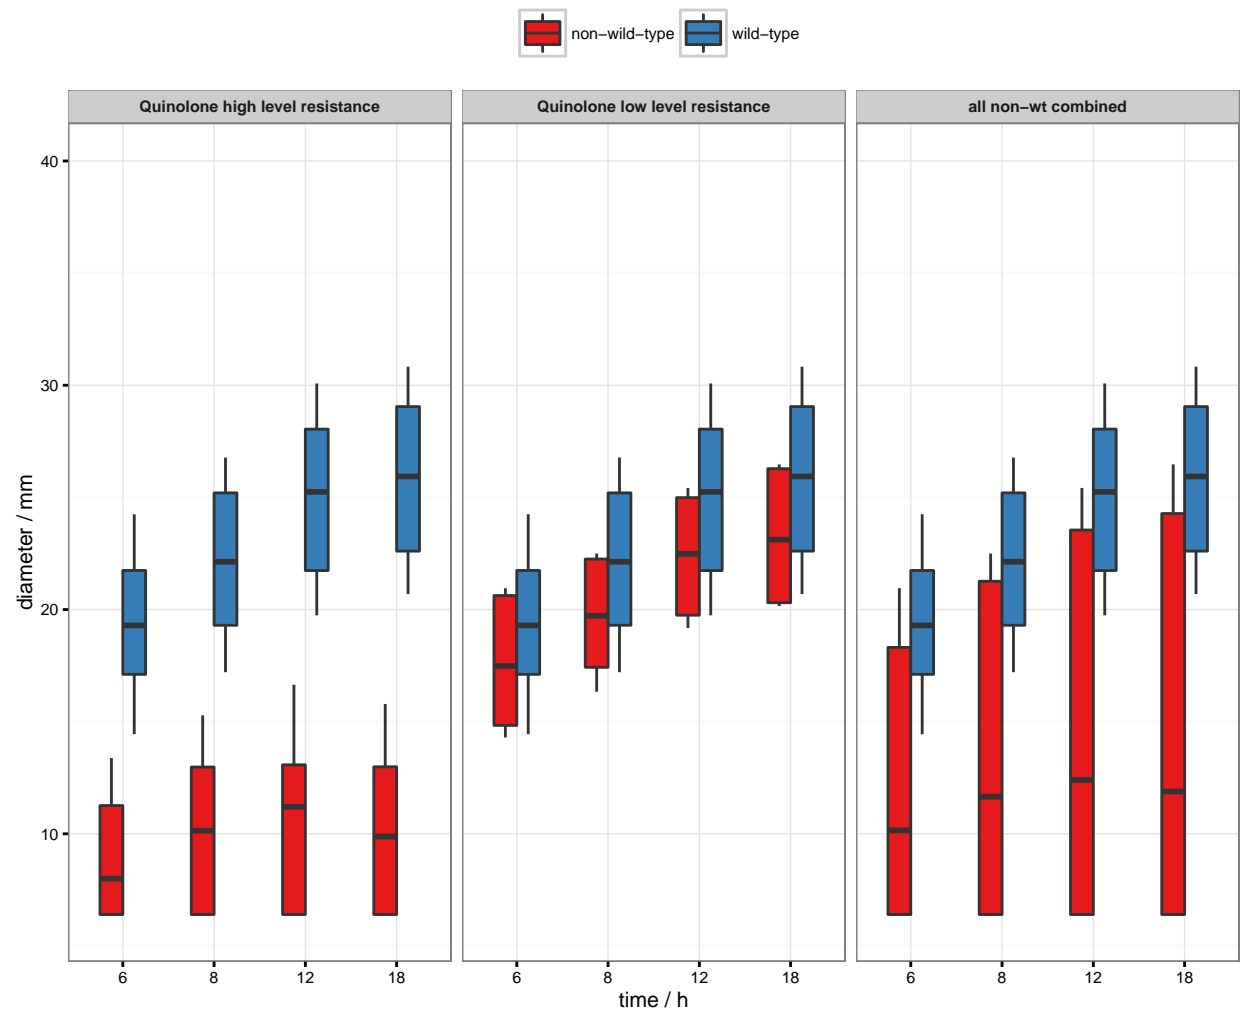 non−wild−type wild−type
Quinolone high level resistance Quinolone low level resistance all non−wt combined
40
30
20
10
diameter / mm
6 8 12 18 6 8 12 18 6 8 12 18
time / h